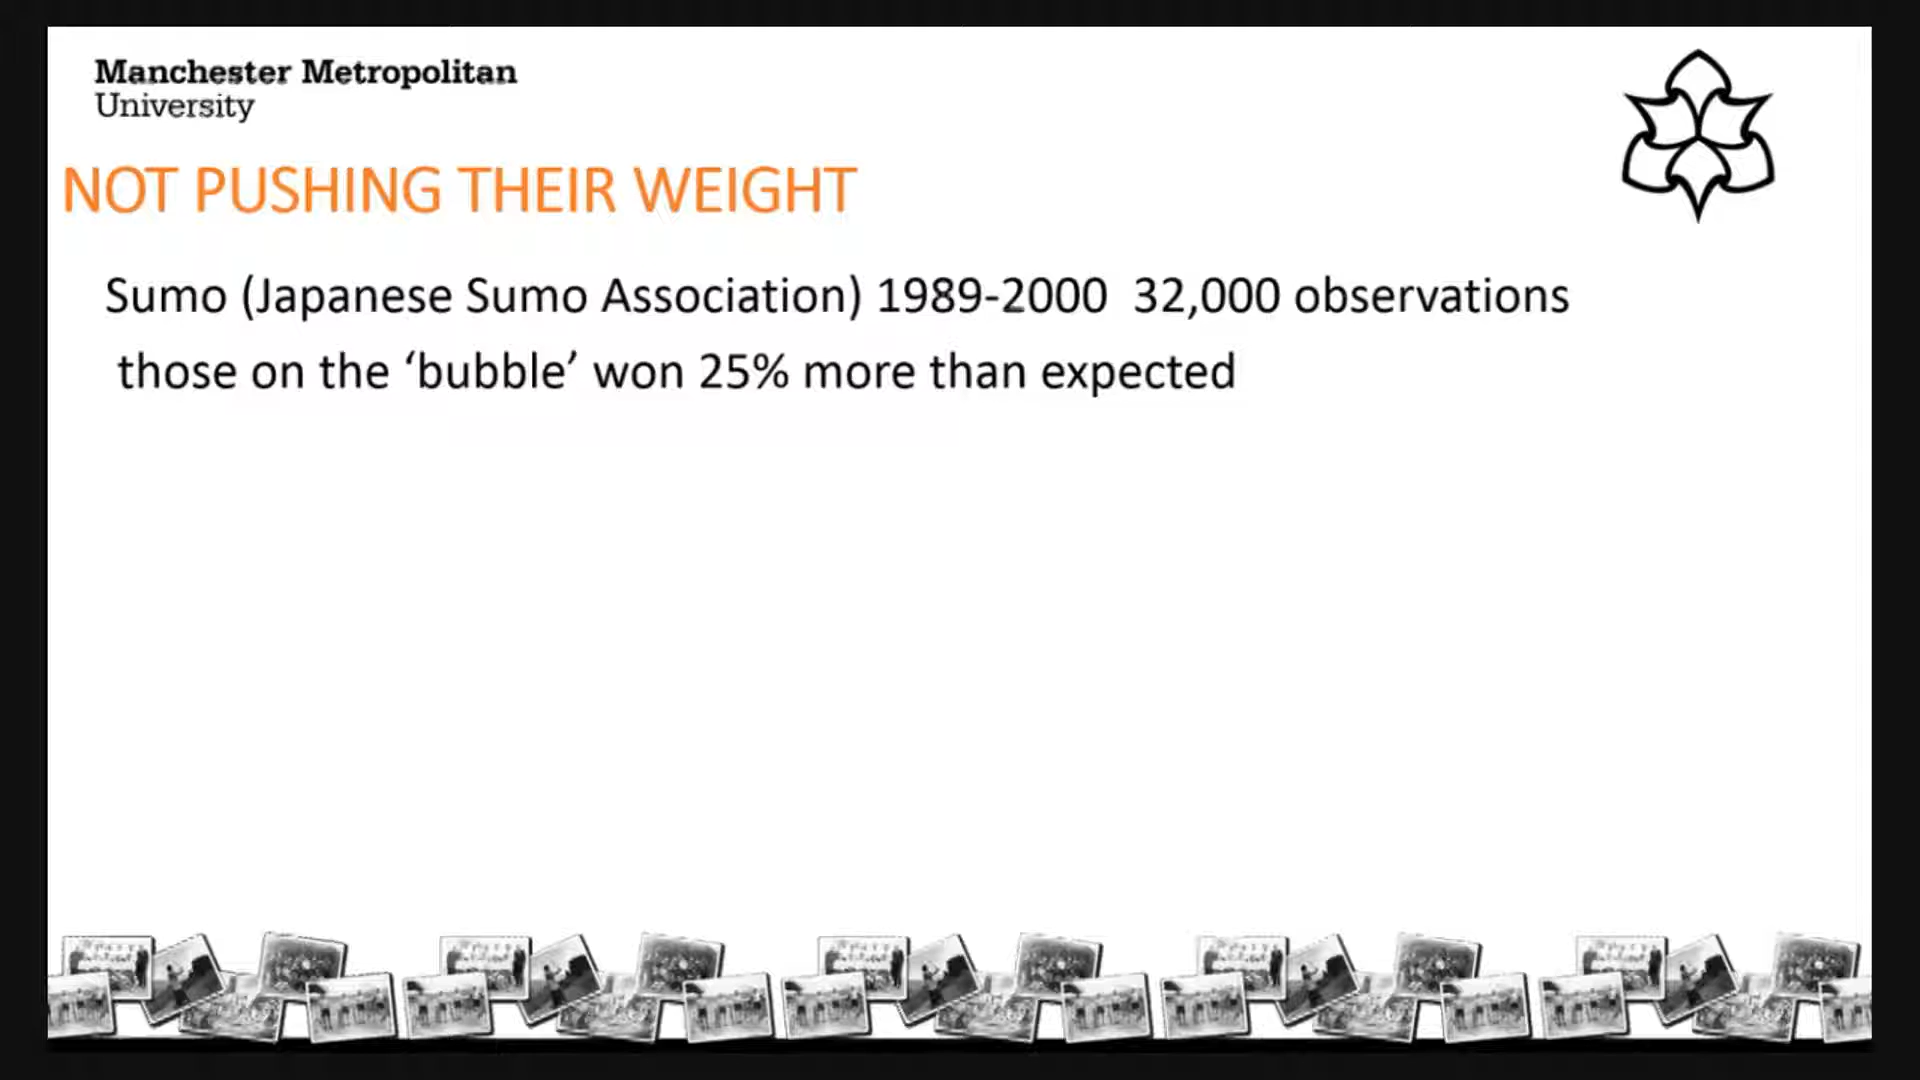 Manchester Metropolitan
University
NOT PUSHING THEIR WEIGHT
Sumo (Japanese Sumo Association) 1989-2000  32,000 observations
those on the ‘bubble’ won 25% more than expected